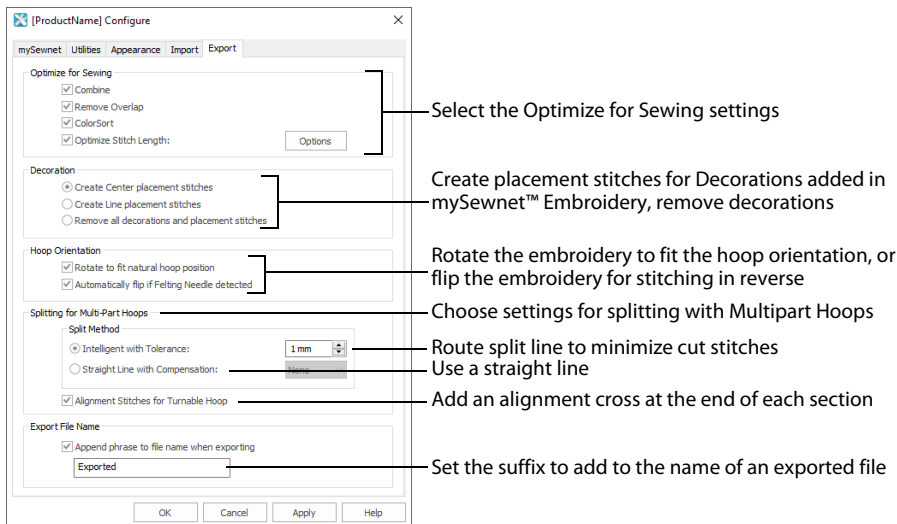 [ProductName] Configure
mySewnet Utilities Appearance Import Export
Optimize for Sewing
Combine
Remove Overlap
ColorSort
Optimize Stitch Length:
Options
Select the Optimize for Sewing settings
Decoration
Create Center placement stitches
Create Line placement stitches
Remove all decorations and placement stitches
Create placement stitches for Decorations added in
mySewnet™ Embroidery, remove decorations
Hoop Orientation
Rotate to fit natural hoop position
Automatically flip if Felting Needle detected
Rotate the embroidery to fit the hoop orientation, or
flip the embroidery for stitching in reverse
Splitting for Multi-Part Hoops
Choose settings for splitting with Multipart Hoops
Split Method
Intelligent with Tolerance:
1 mm
Route split line to minimize cut stitches
Straight Line with Compensation:
None
Use a straight line
Alignment Stitches for Turnable Hoop
Add an alignment cross at the end of each section
Export File Name
Append phrase to file name when exporting
Exported
Set the suffix to add to the name of an exported file
OK Cancel Apply Help